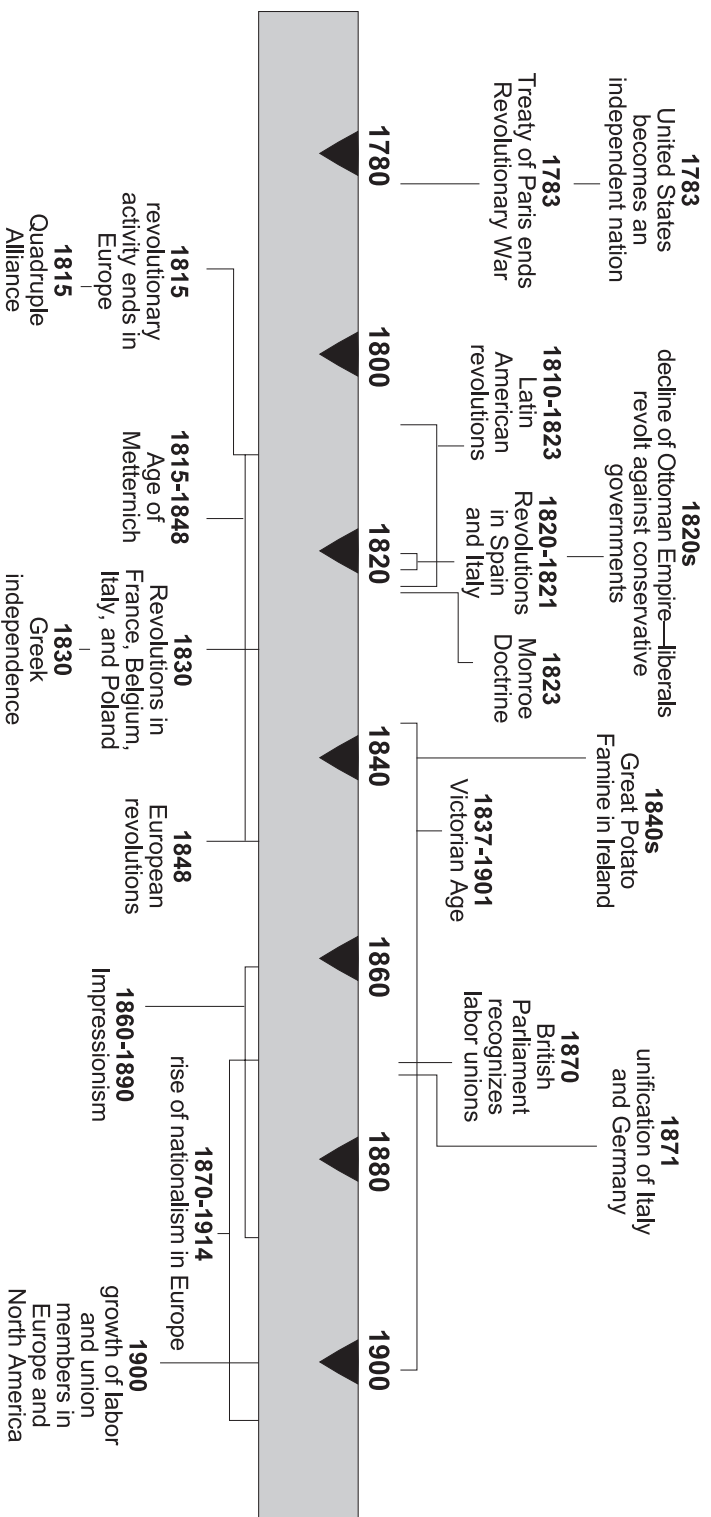 1783
United States
becomes an
independent nation
1783
Treaty of Paris ends
Revolutionary War
1820s
decline of Ottoman Empire—liberals
revolt against conservative
governments
1810-1823
Latin
American
revolutions
1820-1821
Revolutions
in Spain
and Italy
1823
Monroe
Doctrine
1840s
Great Potato
Famine in Ireland
1837-1901
Victorian Age
1870
British
Parliament
recognizes
labor unions
1871
unification of Italy
and Germany
1780
1800
1820
1840
1860
1880
1900
1815
revolutionary
activity ends in
Europe
1815
Quadruple
Alliance
1815-1848
Age of
Metternich
1830
Revolutions in
France, Belgium,
Italy, and Poland
1830
Greek
independence
1848
European
revolutions
1860-1890
Impressionism
1870-1914
rise of nationalism in Europe
1900
growth of labor
and union
members in
Europe and
North America